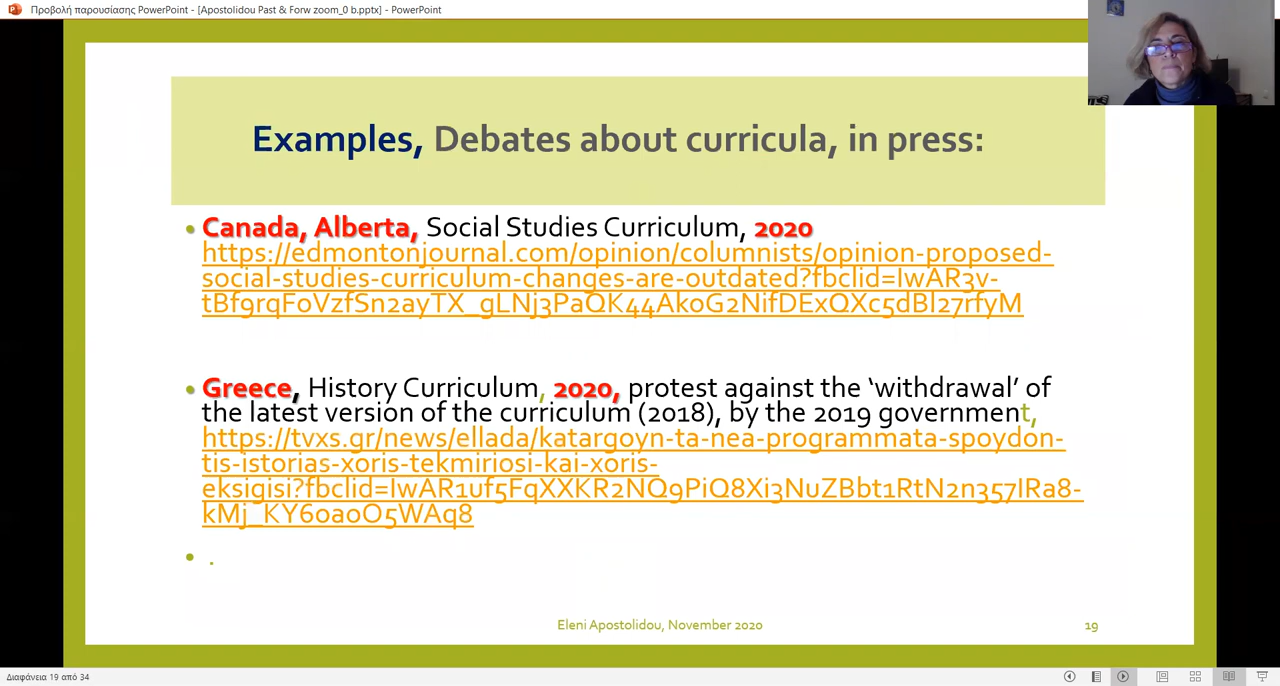 Προβολή παρουσίασης PowerPoint - [Apostolidou Past & Forw zoom_0 b.pptx] - PowerPoint
Examples, Debates about curricula, in press:
• Canada, Alberta, Social Studies Curriculum, 2020
https://edmontonjournal.com/opinion/columnists/opinion-proposed-
social-studies-curriculum-changes-are-outdated?fbclid=IwAR3v-
tBf9rqFoVzfSn2ayTX_gLNj3PaQK44AkoG2NifDExQXc5dBl27rfyM
• Greece, History Curriculum, 2020, protest against the ‘withdrawal’ of
the latest version of the curriculum (2018), by the 2019 government,
https://tvxs.gr/news/ellada/katargoyn-ta-nea-programmata-spoydon-
tis-istorias-xoris-tekmiriosi-kai-xoris-
eksigisi?fbclid=IwAR1uf5FqXXKR2NQ9PiQ8Xi3NuZBbt1RtN2n357IRa8-
kMj_KY6oaoO5WAq8
• .
Eleni Apostolidou, November 2020
19
Διαφάνεια 19 από 34